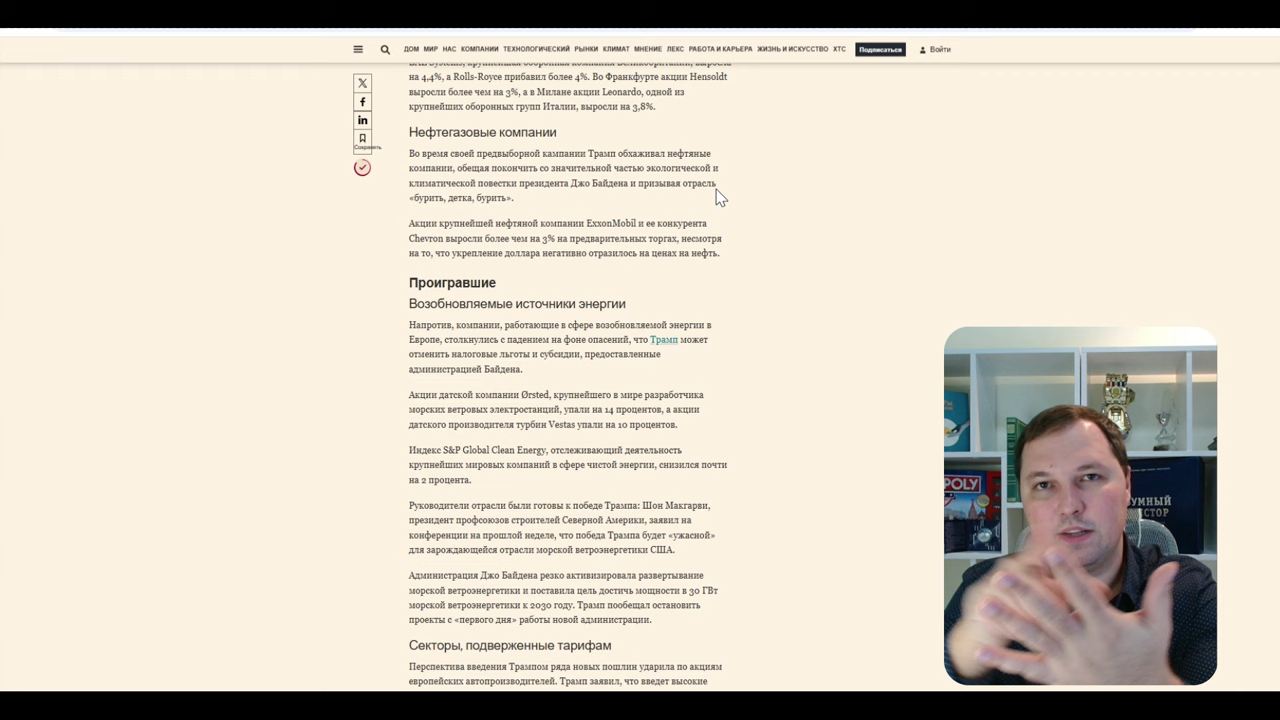 ДОМ МИР НАС КОМПАНИИ ТЕХНОЛОГИЧЕСКИЙ РЫНКИ КЛИМАТ МНЕНИЕ ЛЕКС РАБОТА И КАРЬЕРА ЖИЗНЬ И ИСКУССТВО ХТС Подписаться Войти
на 4,4%, а Rolls-Royce прибавил более 4%. Во Франкфурте акции Hensoldt
выросли более чем на 3%, а в Милане акции Leonardo, одной из
крупнейших оборонных групп Италии, выросли на 3,8%.
Сохранить
Нефтегазовые компании
Во время своей предвыборной кампании Трамп обхаживал нефтяные
компании, обещая покончить со значительной частью экологической и
климатической повестки президента Джо Байдена и призывая отрасль
«бурить, детка, бурить».
Акции крупнейшей нефтяной компании ExxonMobil и ее конкурента
Chevron выросли более чем на 3% на предварительных торгах, несмотря
на то, что укрепление доллара негативно отразилось на ценах на нефть.
Проигравшие
Возобновляемые источники энергии
Напротив, компании, работающие в сфере возобновляемой энергии в
Европе, столкнулись с падением на фоне опасений, что Трамп может
отменить налоговые льготы и субсидии, предоставленные
администрацией Байдена.
Акции датской компании Ørsted, крупнейшего в мире разработчика
морских ветровых электростанций, упали на 14 процентов, а акции
датского производителя турбин Vestas упали на 10 процентов.
Индекс S&P Global Clean Energy, отслеживающий деятельность
крупнейших мировых компаний в сфере чистой энергии, снизился почти
на 2 процента.
Руководители отрасли были готовы к победе Трампа: Шон Макгарви,
президент профсоюзов строителей Северной Америки, заявил на
конференции на прошлой неделе, что победа Трампа будет «ужасной»
для зарождающейся отрасли морской ветроэнергетики США.
Администрация Джо Байдена резко активизировала развертывание
морской ветроэнергетики и поставила цель достичь мощности в 30 ГВт
морской ветроэнергетики к 2030 году. Трамп пообещал остановить
проекты с «первого дня» работы новой администрации.
Секторы, подверженные тарифам
Перспектива введения Трампом ряда новых пошлин ударила по акциям
европейских автопроизводителей. Трамп заявил, что введет высокие